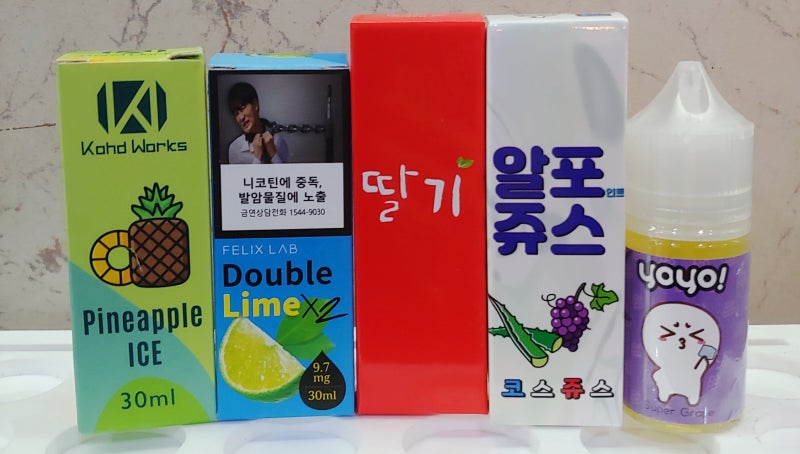 Kohd Works
Pineapple
ICE
30ml
니코틴에 중독,
발암물질에 노출
금연상담전화 1544-9030
FELIX LAB
Double
Lime X2
9.7
mg
30ml
딸기
알포인트
쥬스
코스쥬스
yoyo!
Super Grape